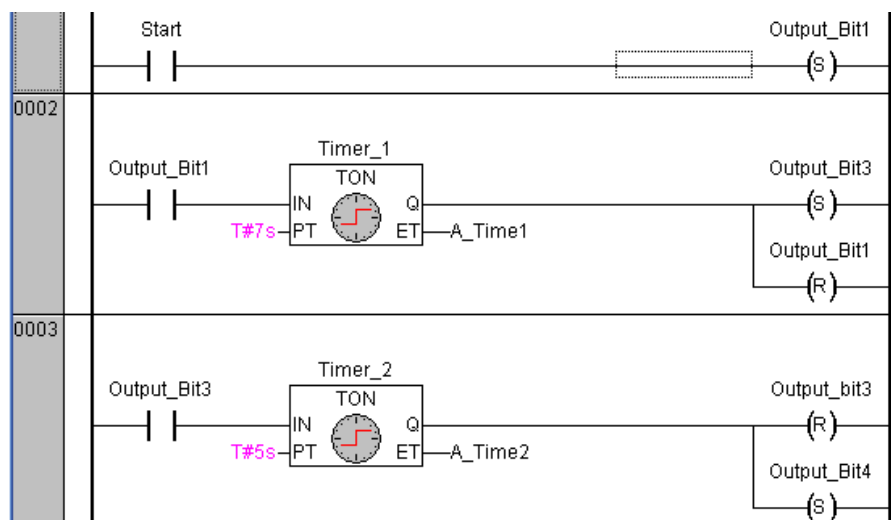 Start
Output_Bit1
S
0002
Timer_1
Output_Bit1
TON
Output_Bit3
IN
Q
S
T#7s
PT
ET
A_Time1
Output_Bit1
R
0003
Timer_2
Output_Bit3
TON
Output_bit3
IN
Q
R
T#5s
PT
ET
A_Time2
Output_Bit4
S